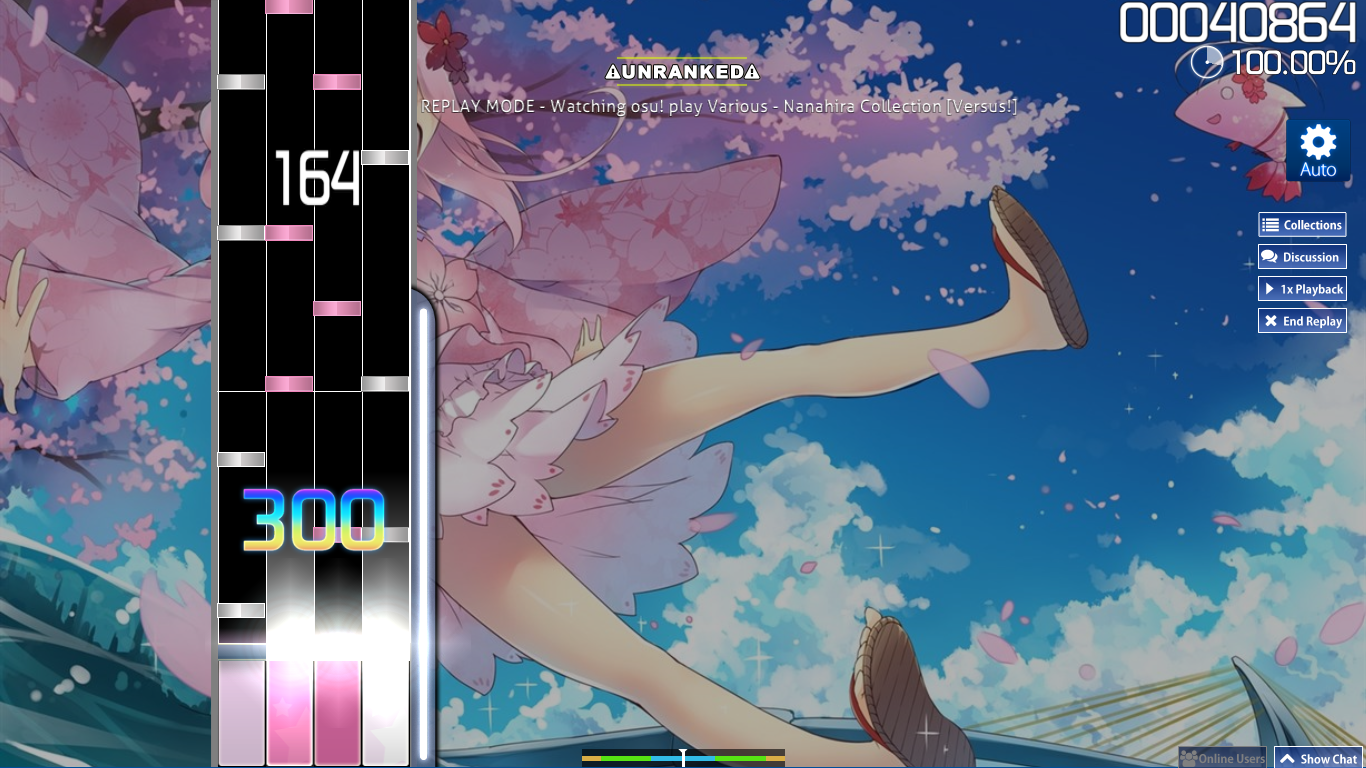 00040864
100.00%
⚠UNRANKED⚠
REPLAY MODE - Watching osu! play Various - Nanahira Collection [Versus!]
Auto
164
Collections
Discussion
1x Playback
End Replay
300
Online Users
Show Chat